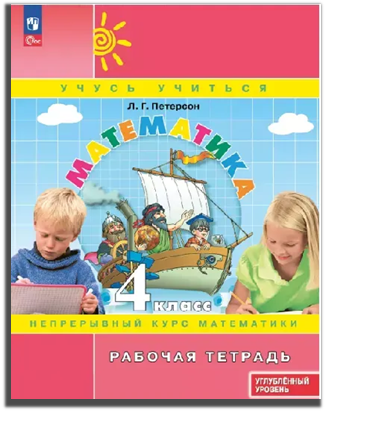 УЧУСЬ УЧИТЬСЯ
Л. Г. Петерсон
МАТЕМАТИКА
4 класс
НЕПРЕРЫВНЫЙ КУРС МАТЕМАТИКИ
РАБОЧАЯ ТЕТРАДЬ
УГЛУБЛЁННЫЙ
УРОВЕНЬ